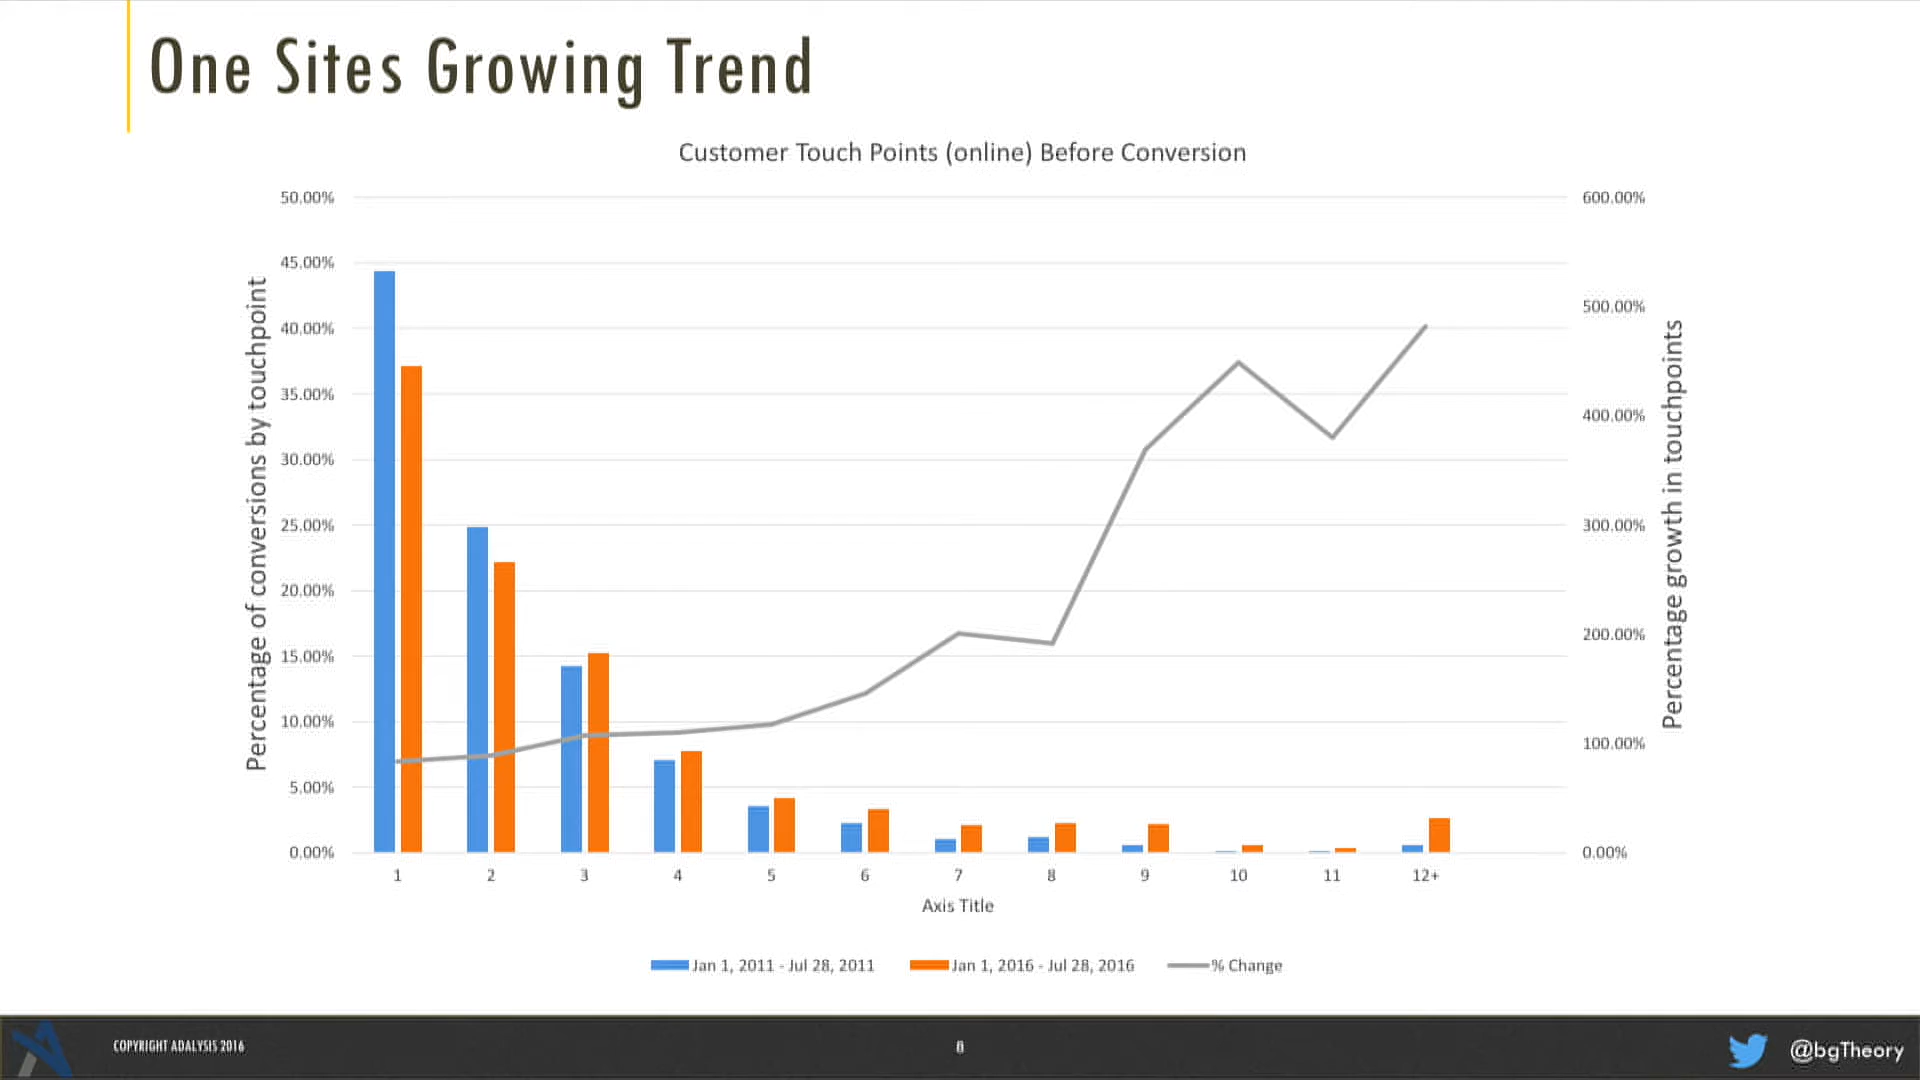 One Sites Growing Trend
Customer Touch Points (online) Before Conversion
Percentage of conversions by touchpoint
50.00%
45.00%
40.00%
35.00%
30.00%
25.00%
20.00%
15.00%
10.00%
5.00%
0.00%
600.00%
500.00%
400.00%
300.00%
200.00%
100.00%
0.00%
Percentage growth in touchpoints
1 2 3 4 5 6 7 8 9 10 11 12+
Axis Title
Jan 1, 2011 - Jul 28, 2011 Jan 1, 2016 - Jul 28, 2016 % Change
COPYRIGHT ADALYSIS 2016 8 @bgTheory